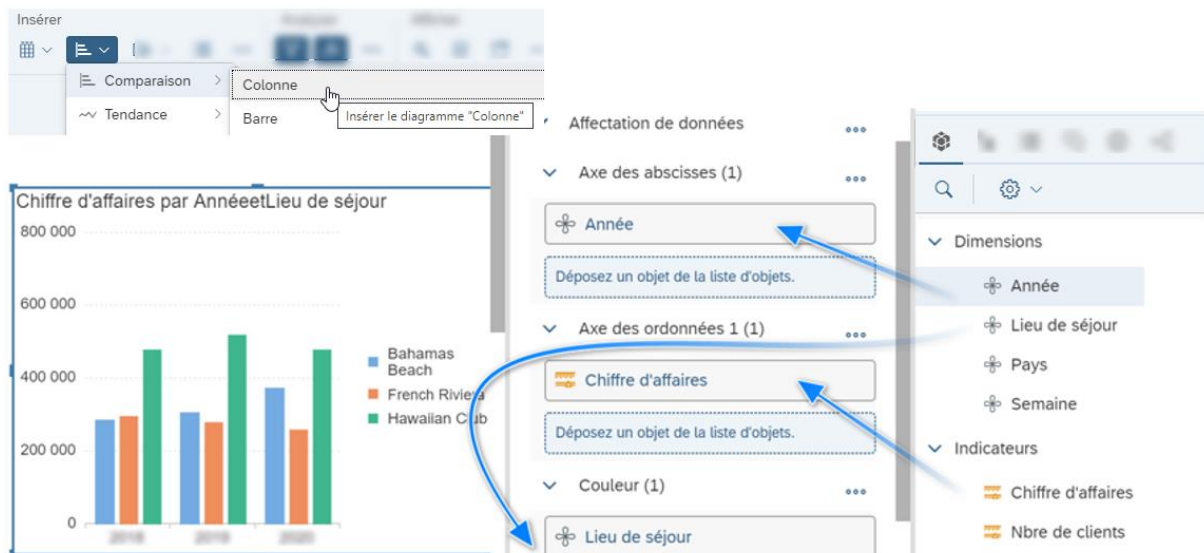 Insérer
Comparaison
Colonne
Tendance
Barre
Insérer le diagramme "Colonne"
Chiffre d'affaires par AnnéeetLieu de séjour
800 000
600 000
400 000
200 000
0
Bahamas
Beach
French Riviera
Hawaiian Club
Affectation de données
Axe des abscisses (1)
Année
Déposez un objet de la liste d'objets.
Axe des ordonnées 1 (1)
Chiffre d'affaires
Déposez un objet de la liste d'objets.
Couleur (1)
Lieu de séjour
Dimensions
Année
Lieu de séjour
Pays
Semaine
Indicateurs
Chiffre d'affaires
Nbre de clients